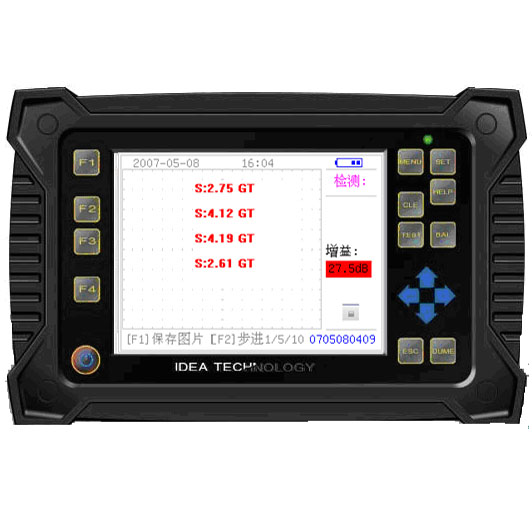 2007-05-08 16:04
检测:
S:2.75 GT
S:4.12 GT
S:4.19 GT
S:2.61 GT
增益:
27.5dB
[F1]保存图片 [F2]步进1/5/10 0705080409
F1
F2
F3
F4
MENU SET
HELP
CLE
TEST BAL
ESC DUME
IDEA TECHNOLOGY